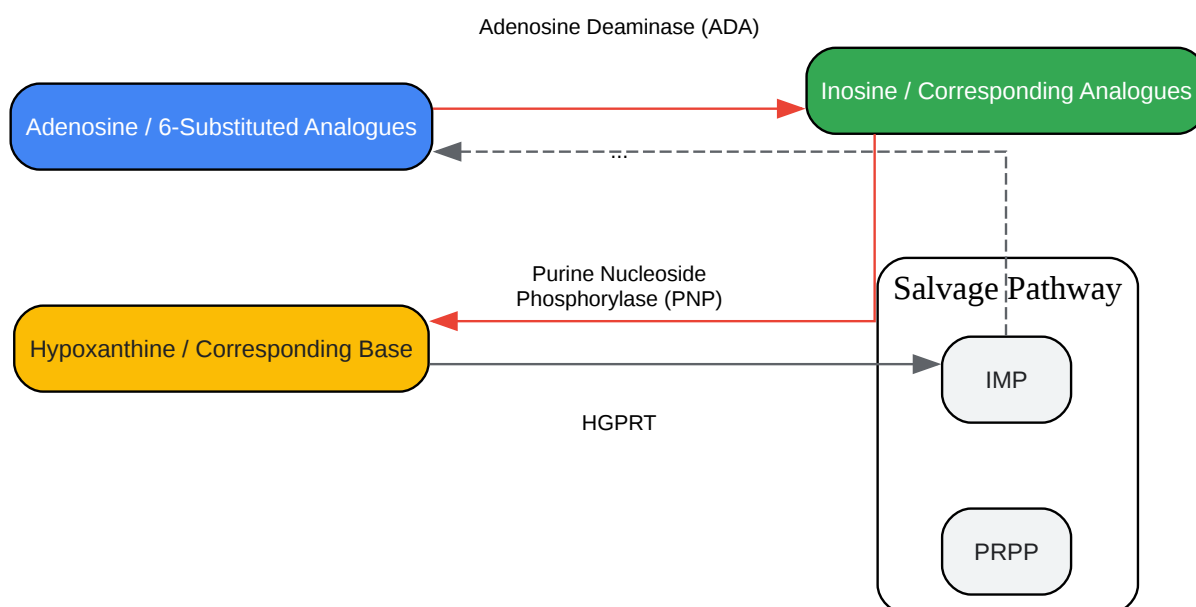 Adenosine Deaminase (ADA)
Inosine / Corresponding Analogues
Adenosine / 6-Substituted Analogues
...
Purine Nucleoside
Phosphorylase (PNP)
Salvage Pathway
Hypoxanthine / Corresponding Base
IMP
HGPRT
PRPP